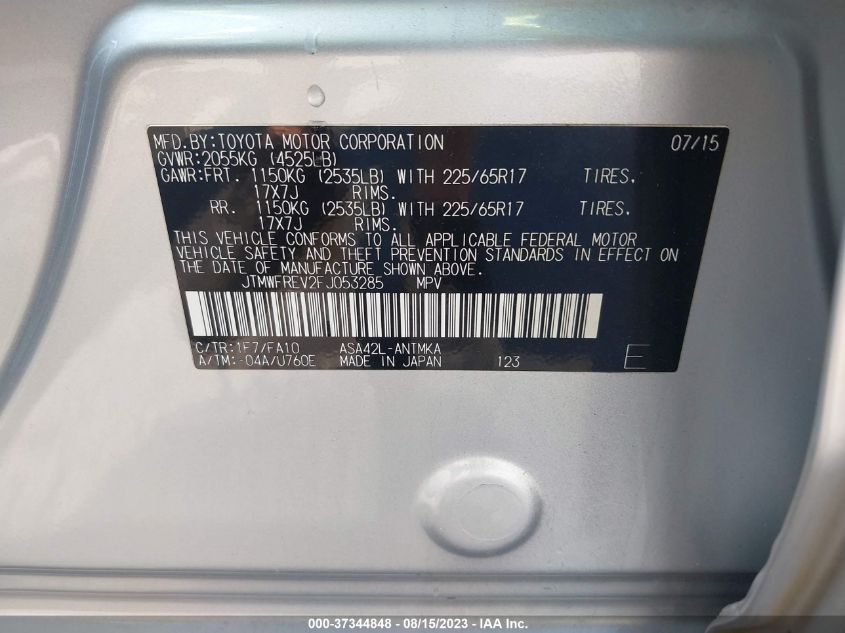 MFD.BY:TOYOTA MOTOR CORPORATION 07/15
GVWR:2055KG (4525LB)
GAWR:FRT. 1150KG (2535LB) WITH 225/65R17 TIRES,
17X7J RIMS.
RR. 1150KG (2535LB) WITH 225/65R17 TIRES,
17X7J RIMS.
THIS VEHICLE CONFORMS TO ALL APPLICABLE FEDERAL MOTOR
VEHICLE SAFETY AND THEFT PREVENTION STANDARDS IN EFFECT ON
THE DATE OF MANUFACTURE SHOWN ABOVE.
JTMWFREV2FJ053285 MPV
C/TR:1F7/FA10 ASA42L-ANTMKA
A/TM:-04A/U760E MADE IN JAPAN 123 E
000-37344848 - 08/15/2023 - IAA Inc.